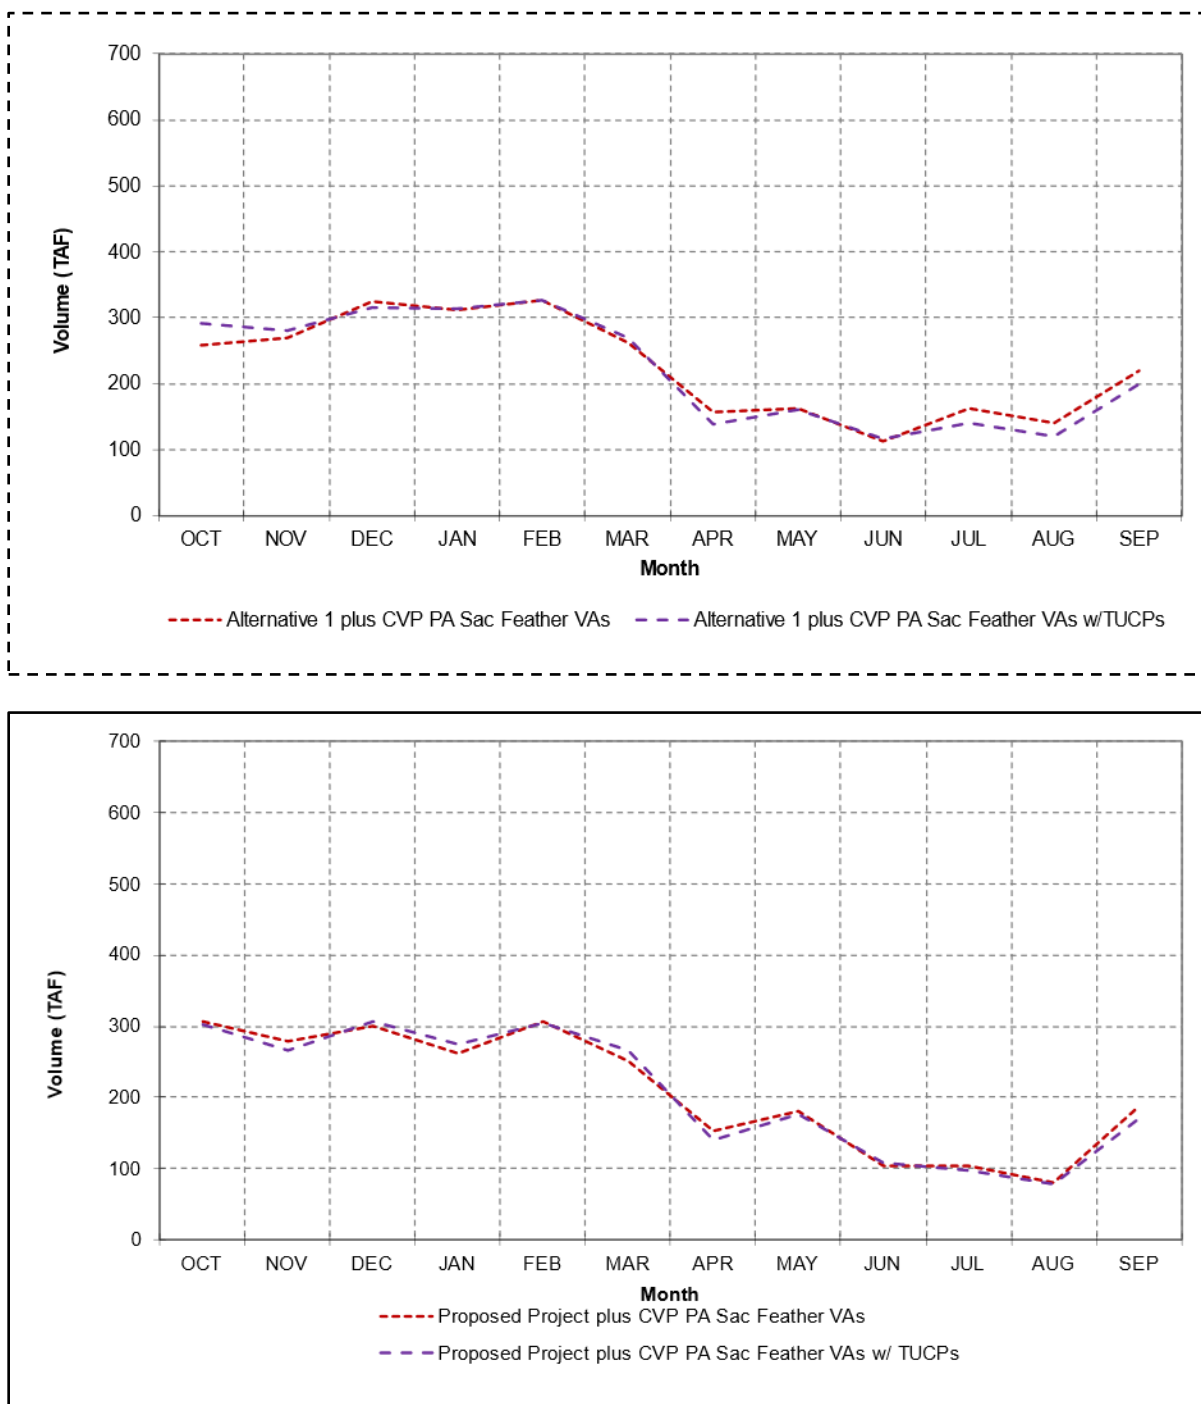 700
600
500
400
300
200
100
0
Volume (TAF)
OCT NOV DEC JAN FEB MAR APR MAY JUN JUL AUG SEP
Month
Alternative 1 plus CVP PA Sac Feather VAs Alternative 1 plus CVP PA Sac Feather VAs w/TUCPs
700
600
500
400
300
200
100
0
Volume (TAF)
OCT NOV DEC JAN FEB MAR APR MAY JUN JUL AUG SEP
Month
Proposed Project plus CVP PA Sac Feather VAs
Proposed Project plus CVP PA Sac Feather VAs w/ TUCPs